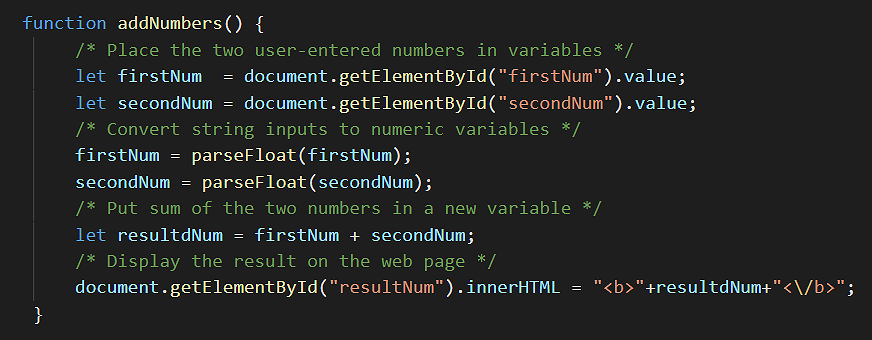 function addNumbers() {
/* Place the two user-entered numbers in variables */
let firstNum  = document.getElementById("firstNum").value;
let secondNum = document.getElementById("secondNum").value;
/* Convert string inputs to numeric variables */
firstNum = parseFloat(firstNum);
secondNum = parseFloat(secondNum);
/* Put sum of the two numbers in a new variable */
let resultdNum = firstNum + secondNum;
/* Display the result on the web page */
document.getElementById("resultNum").innerHTML = "<b>"+resultdNum+"<\/b>";
}